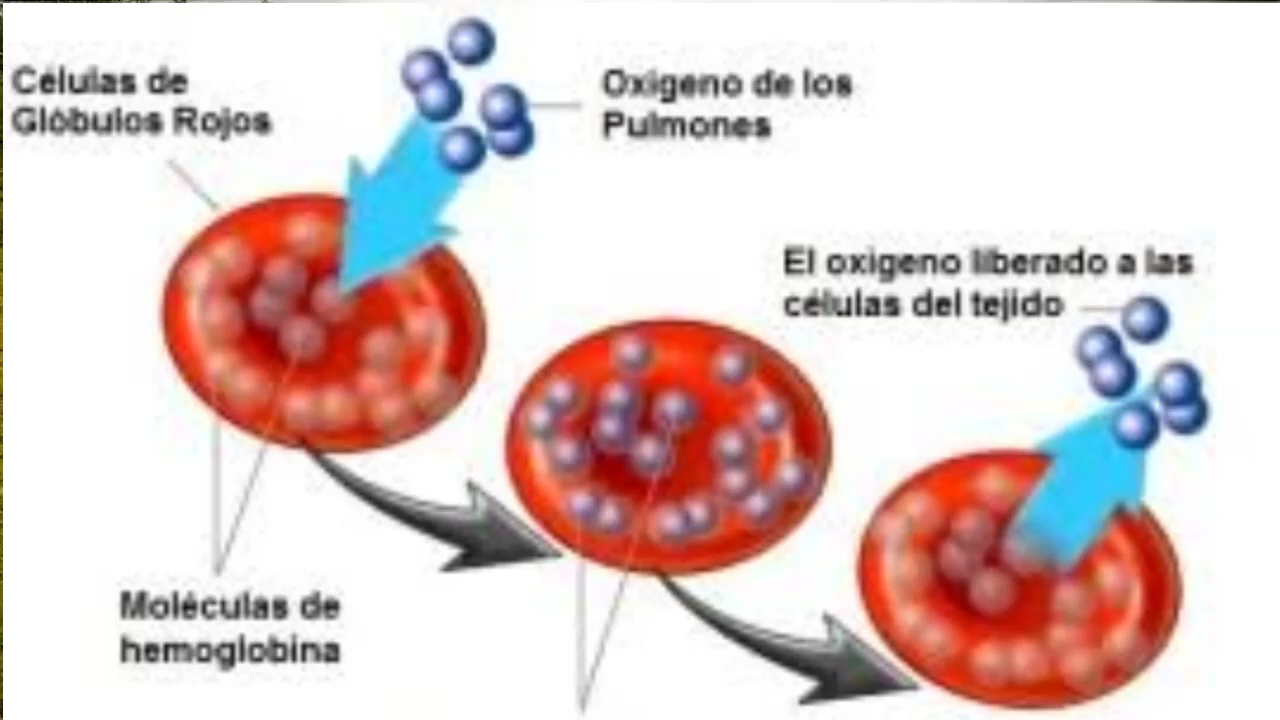 Células de
Glóbulos Rojos
Oxigeno de los
Pulmones
El oxigeno liberado a las
células del tejido
Moléculas de
hemoglobina